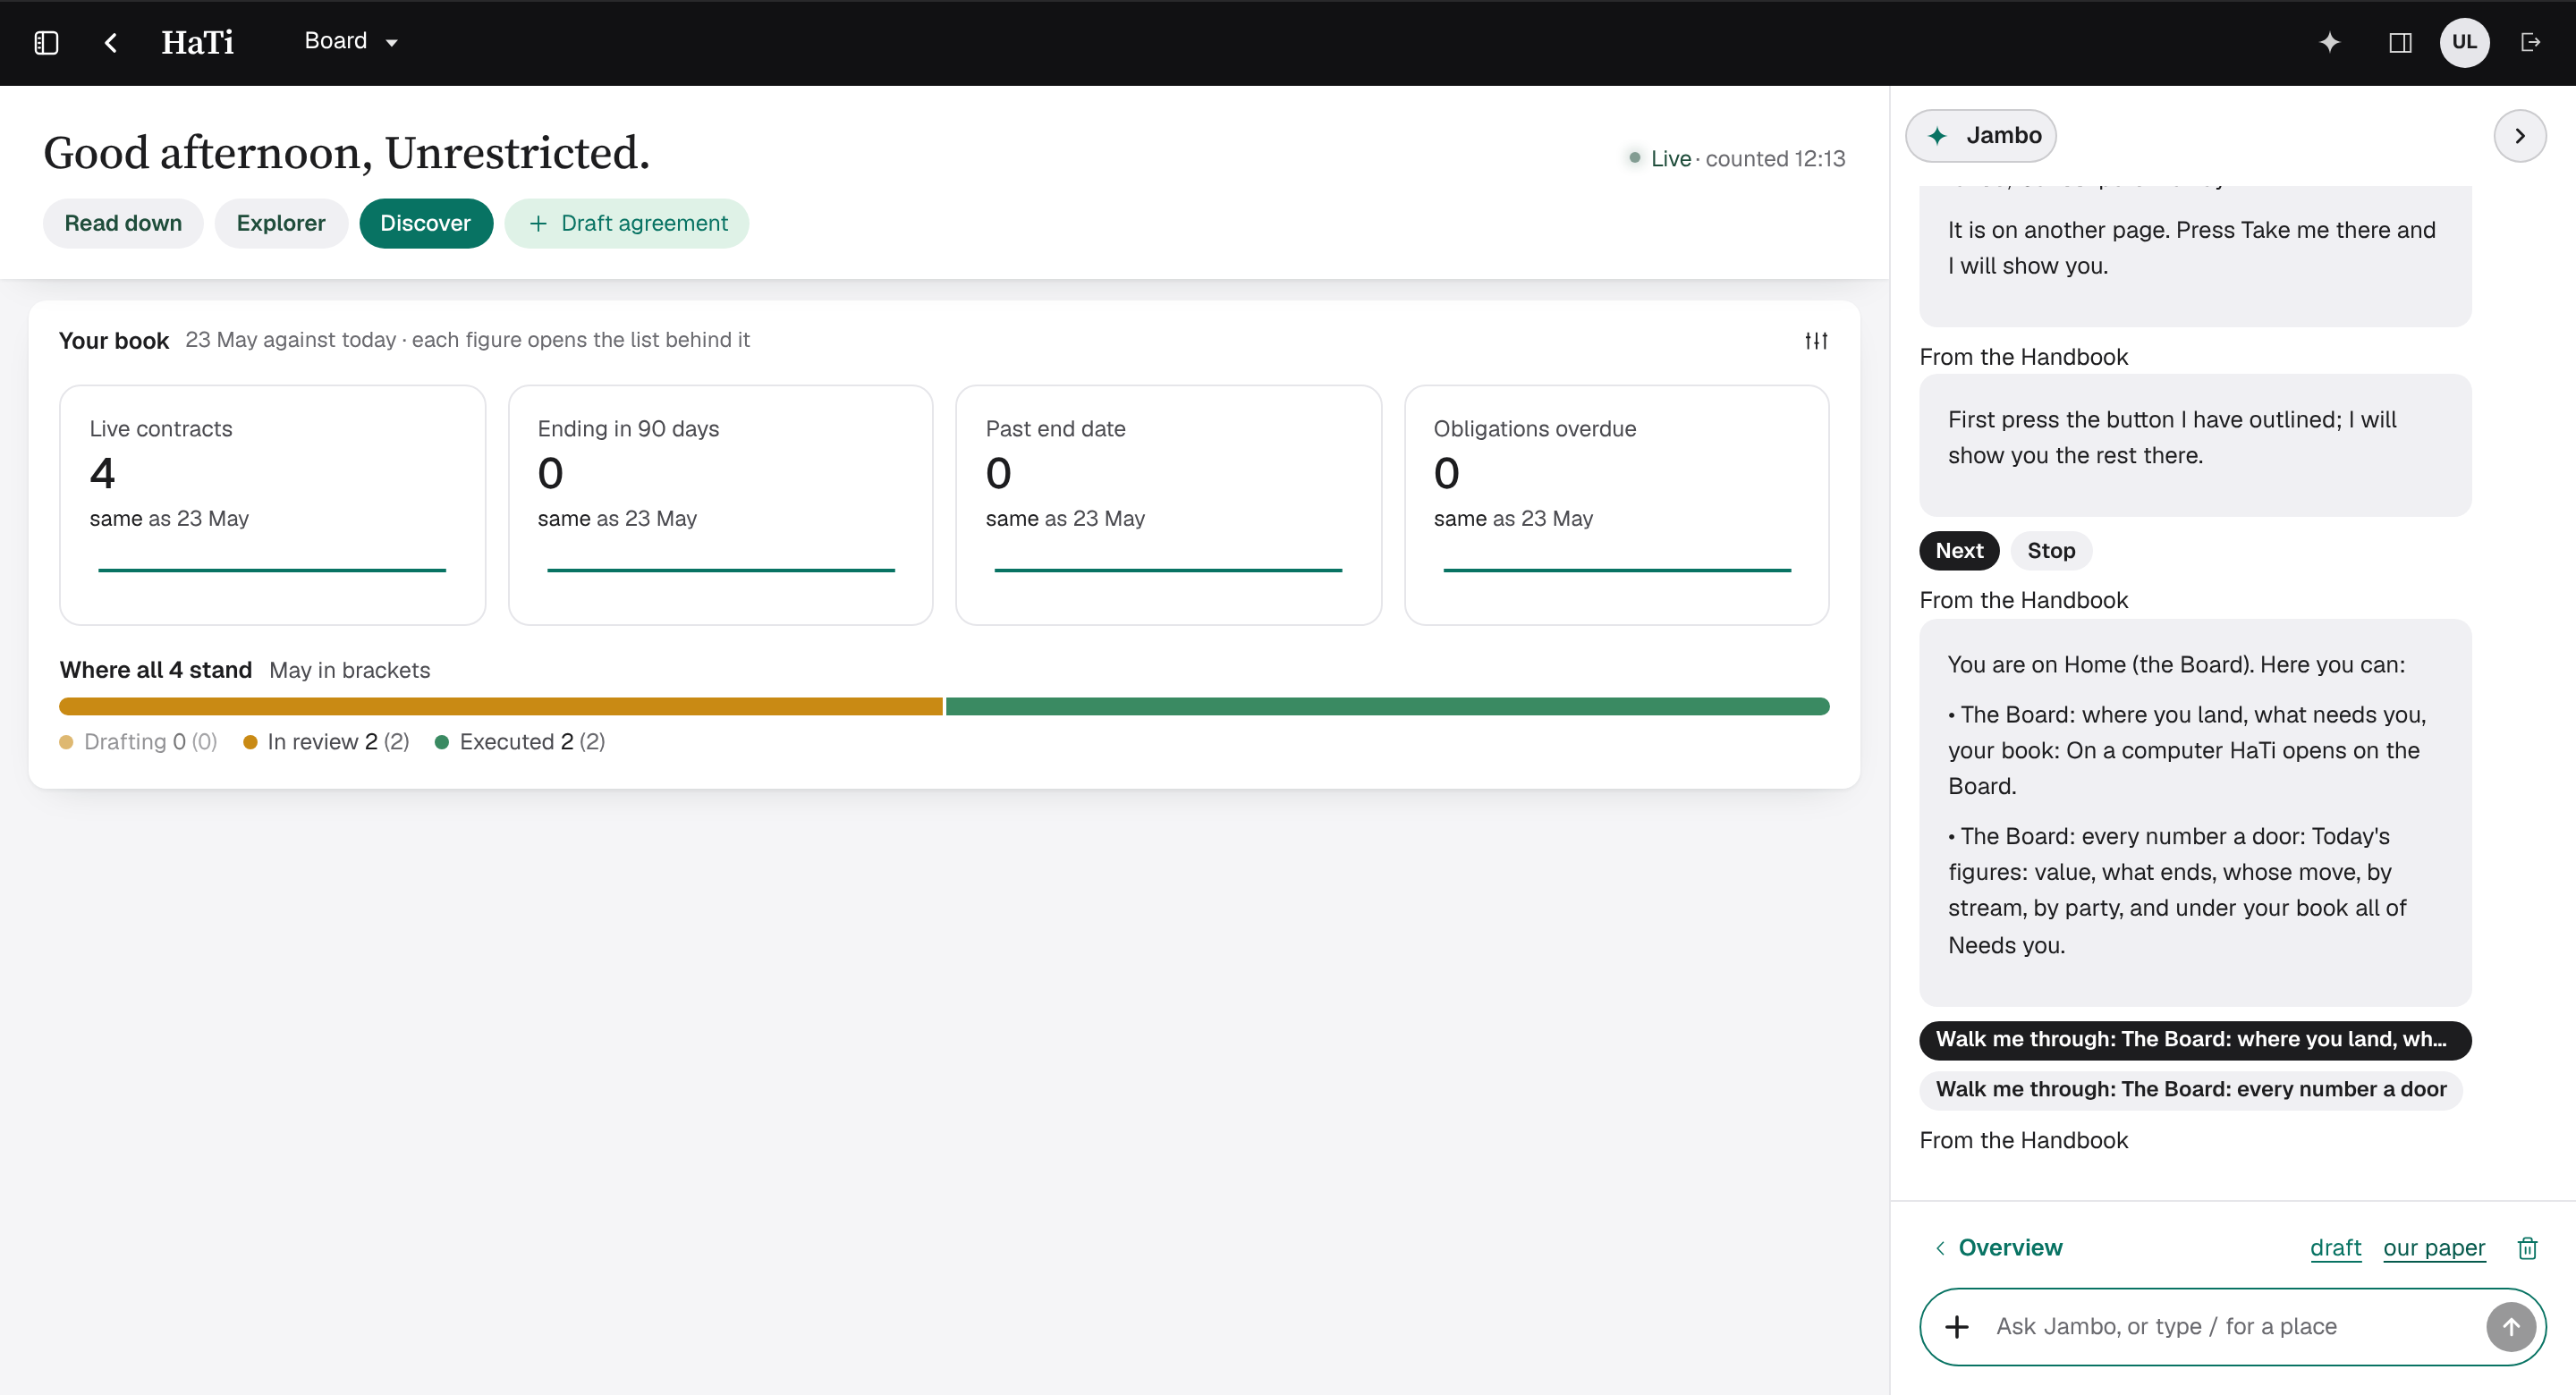 HaTi
Board
UL
Good afternoon, Unrestricted.
Live · counted 12:13
Read down
Explorer
Discover
+ Draft agreement
Your book 23 May against today · each figure opens the list behind it
Live contracts
4
same as 23 May
Ending in 90 days
0
same as 23 May
Past end date
0
same as 23 May
Obligations overdue
0
same as 23 May
Where all 4 stand May in brackets
Drafting 0 (0) In review 2 (2) Executed 2 (2)
Jambo
It is on another page. Press Take me there and
I will show you.
From the Handbook
First press the button I have outlined; I will
show you the rest there.
Next Stop
From the Handbook
You are on Home (the Board). Here you can:
• The Board: where you land, what needs you,
your book: On a computer HaTi opens on the
Board.
• The Board: every number a door: Today's
figures: value, what ends, whose move, by
stream, by party, and under your book all of
Needs you.
Walk me through: The Board: where you land, wh...
Walk me through: The Board: every number a door
From the Handbook
Overview
draft our paper
Ask Jambo, or type / for a place